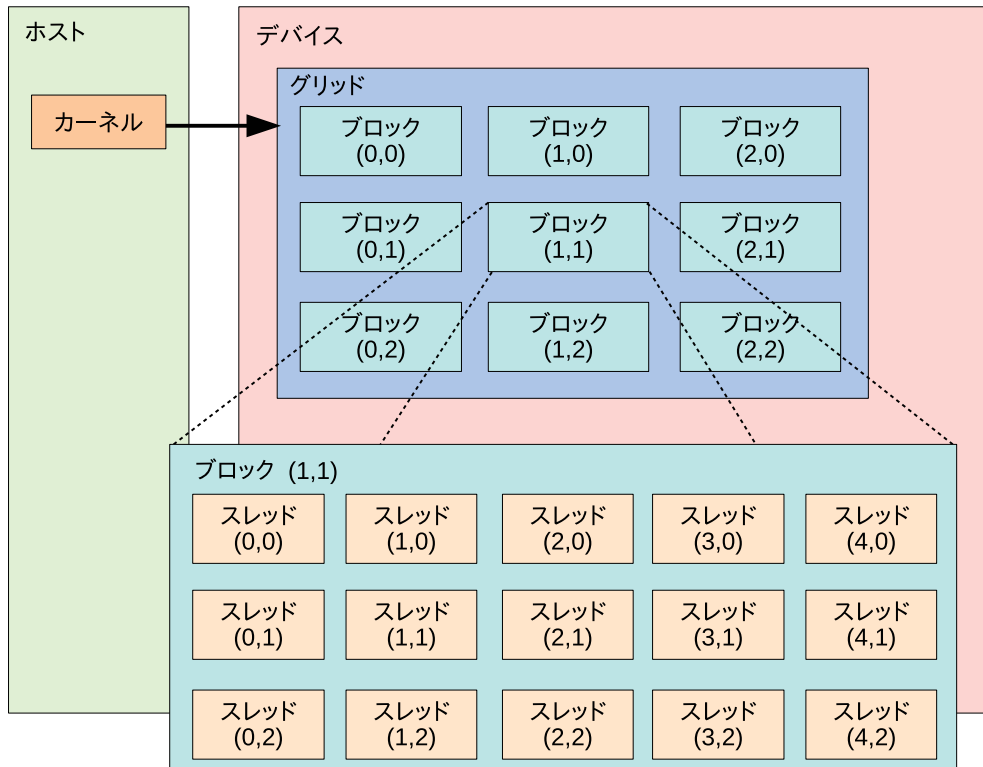 ホスト
デバイス
カーネル
グリッド
ブロック
(0,0)
ブロック
(1,0)
ブロック
(2,0)
ブロック
(0,1)
ブロック
(1,1)
ブロック
(2,1)
ブロック
(0,2)
ブロック
(1,2)
ブロック
(2,2)
ブロック (1,1)
スレッド
(0,0)
スレッド
(1,0)
スレッド
(2,0)
スレッド
(3,0)
スレッド
(4,0)
スレッド
(0,1)
スレッド
(1,1)
スレッド
(2,1)
スレッド
(3,1)
スレッド
(4,1)
スレッド
(0,2)
スレッド
(1,2)
スレッド
(2,2)
スレッド
(3,2)
スレッド
(4,2)